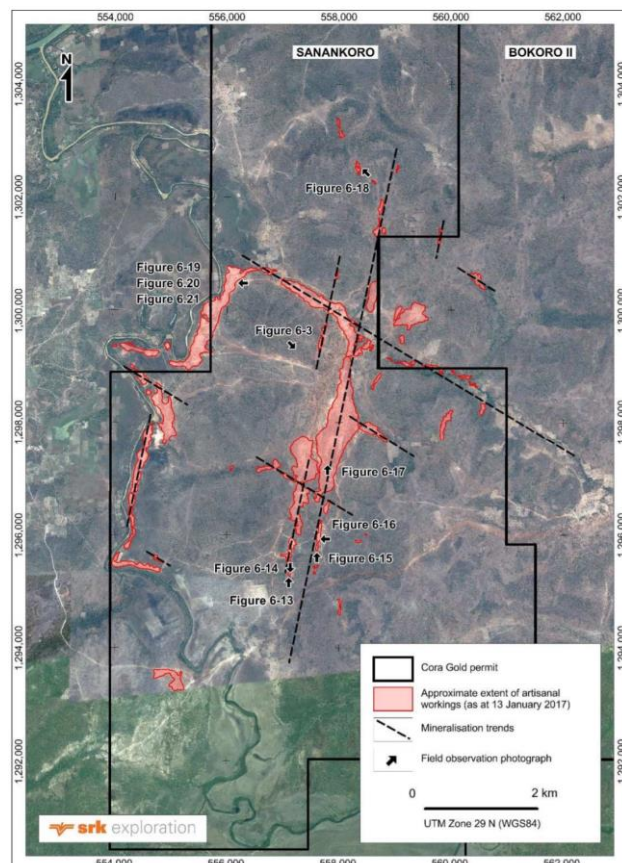 554,000 556,000 558,000 560,000 562,000
SANANKORO BOKORO II
N
1,304,000 1,304,000
1,302,000 1,302,000
Figure 6-18
Figure 6-19
Figure 6.20
Figure 6.21
1,300,000 1,300,000
Figure 6-3
1,298,000 1,298,000
Figure 6-17
Figure 6-16
1,296,000 1,296,000
Figure 6-15
Figure 6-14
Figure 6-13
1,294,000 1,294,000
1,292,000 1,292,000
Cora Gold permit
Approximate extent of artisanal
workings (as at 13 January 2017)
Mineralisation trends
Field observation photograph
0 2 km
UTM Zone 29 N (WGS84)
srk exploration
554,000 556,000 558,000 560,000 562,000